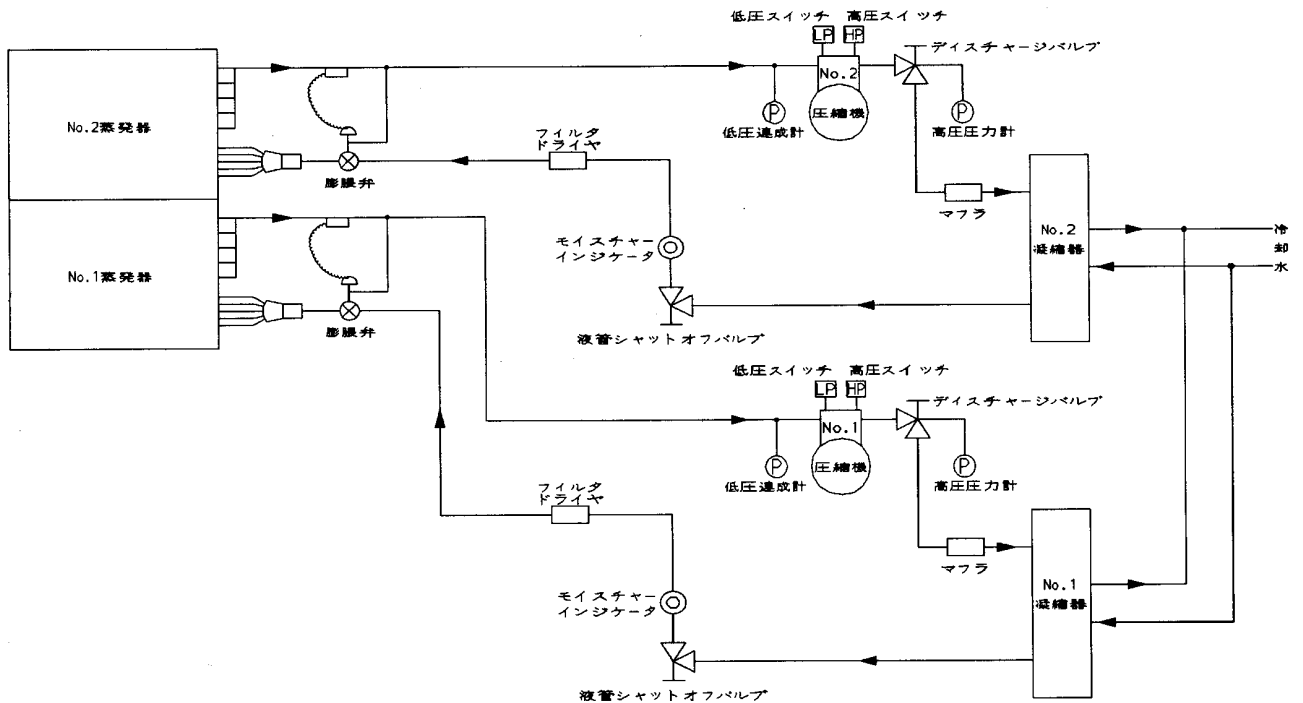 低圧スイッチ 高圧スイッチ
LP HP
ディスチャージバルブ
No.2
圧縮機
P
低圧連成計
P
高圧圧力計
No.2蒸発器
膨脹弁
フィルタ
ドライヤ
マフラ
No.2
凝縮器
冷
却
水
モイスチャー
インジケータ
液管シャットオフバルブ
No.1蒸発器
膨脹弁
低圧スイッチ 高圧スイッチ
LP HP
ディスチャージバルブ
No.1
圧縮機
P
低圧連成計
P
高圧圧力計
フィルタ
ドライヤ
マフラ
No.1
凝縮器
モイスチャー
インジケータ
液管シャットオフバルブ